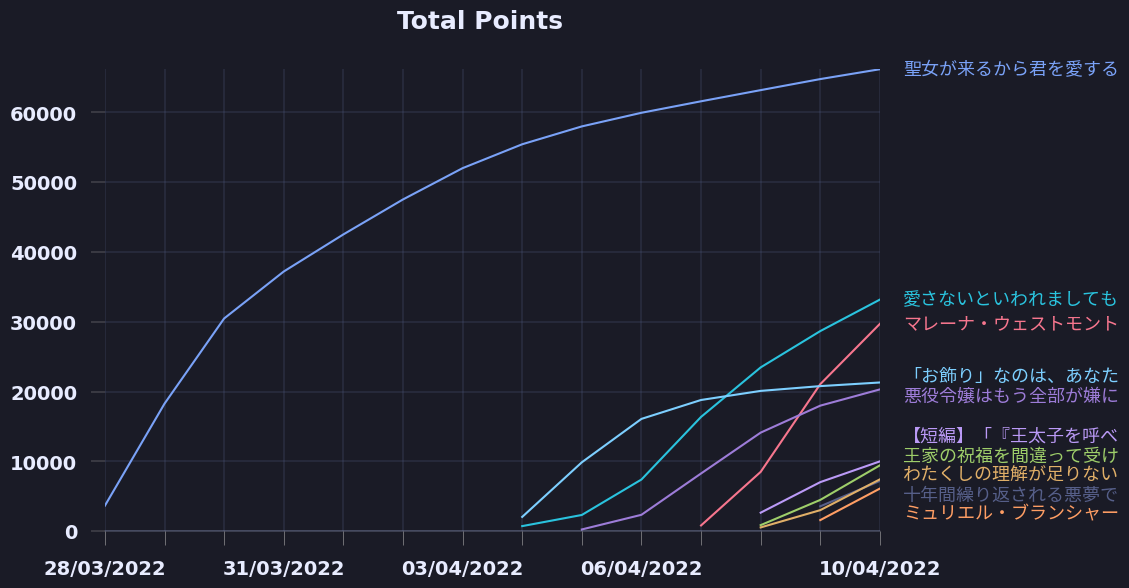 Total Points
60000
50000
40000
30000
20000
10000
0
28/03/2022
31/03/2022
03/04/2022
06/04/2022
10/04/2022
聖女が来るから君を愛する
愛さないといわれましても
マレーナ・ウェストモント
「お飾り」なのは、あなた
悪役令嬢はもう全部が嫌に
【短編】「『王太子を呼べ
王家の祝福を間違って受け
わたくしの理解が足りない
十年間繰り返される悪夢で
ミュリエル・ブランシャー